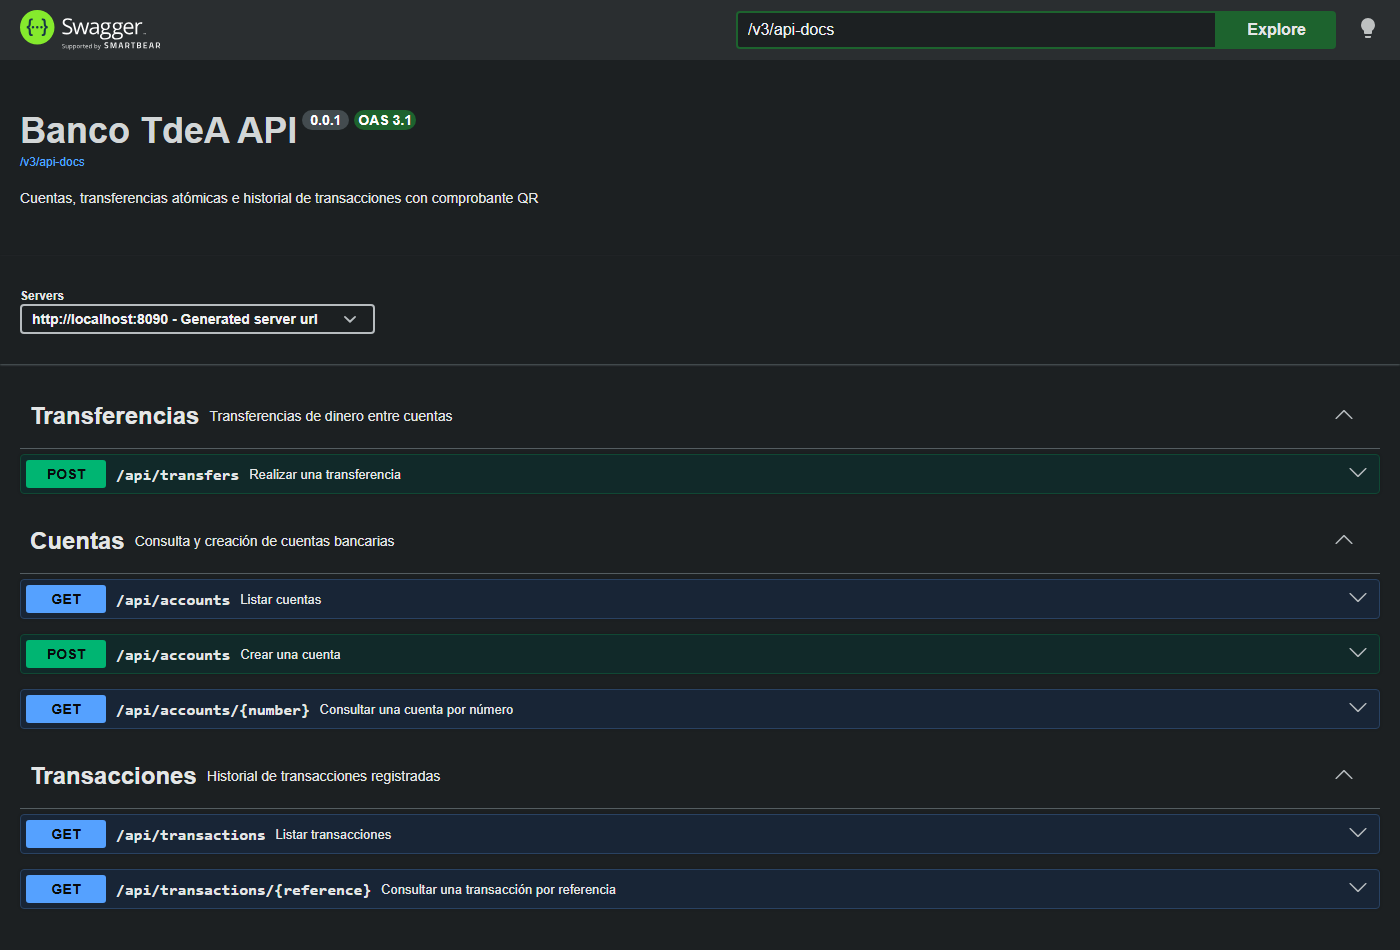 Swagger
Supported by SMARTBEAR
/v3/api-docs
Explore
Banco TdeA API 0.0.1 OAS 3.1
/v3/api-docs
Cuentas, transferencias atómicas e historial de transacciones con comprobante QR
Servers
http://localhost:8090 - Generated server url
Transferencias Transferencias de dinero entre cuentas
POST /api/transfers Realizar una transferencia
Cuentas Consulta y creación de cuentas bancarias
GET /api/accounts Listar cuentas
POST /api/accounts Crear una cuenta
GET /api/accounts/{number} Consultar una cuenta por número
Transacciones Historial de transacciones registradas
GET /api/transactions Listar transacciones
GET /api/transactions/{reference} Consultar una transacción por referencia